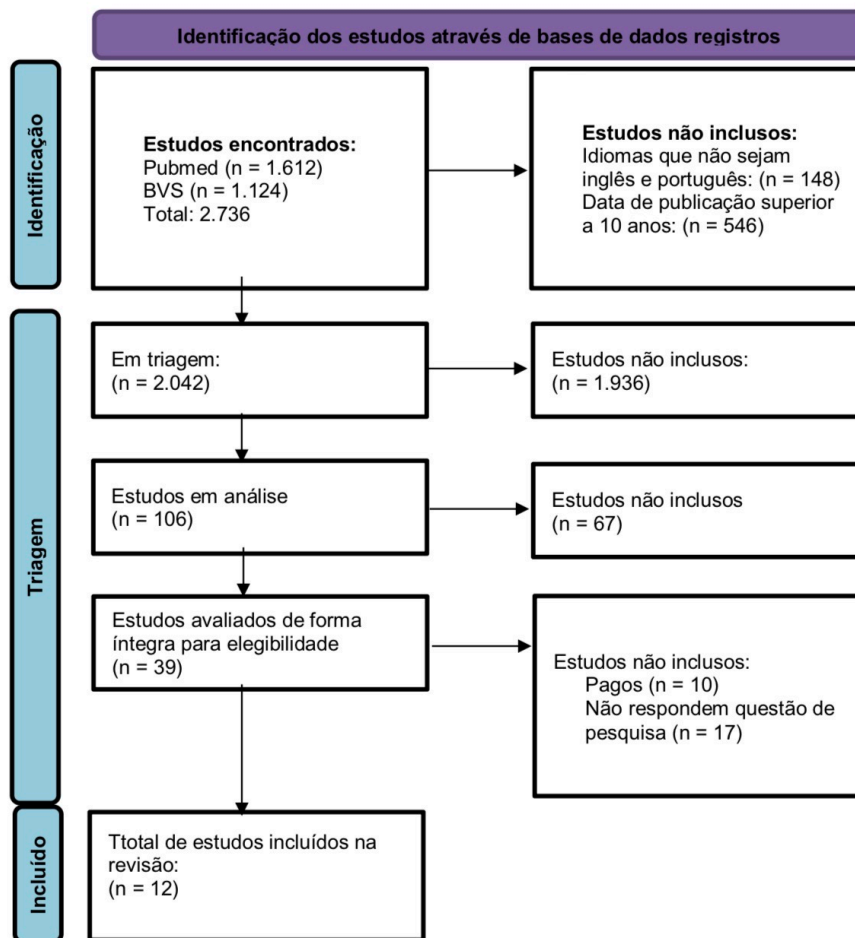 Identificação dos estudos através de bases de dados registros
Identificação
Estudos encontrados:
Pubmed (n = 1.612)
BVS (n = 1.124)
Total: 2.736
Estudos não inclusos:
Idiomas que não sejam
inglês e português: (n = 148)
Data de publicação superior
a 10 anos: (n = 546)
Triagem
Em triagem:
(n = 2.042)
Estudos não inclusos:
(n = 1.936)
Estudos em análise
(n = 106)
Estudos não inclusos
(n = 67)
Estudos avaliados de forma
íntegra para elegibilidade
(n = 39)
Estudos não inclusos:
Pagos (n = 10)
Não respondem questão de
pesquisa (n = 17)
Incluído
Ttotal de estudos incluídos na
revisão:
(n = 12)